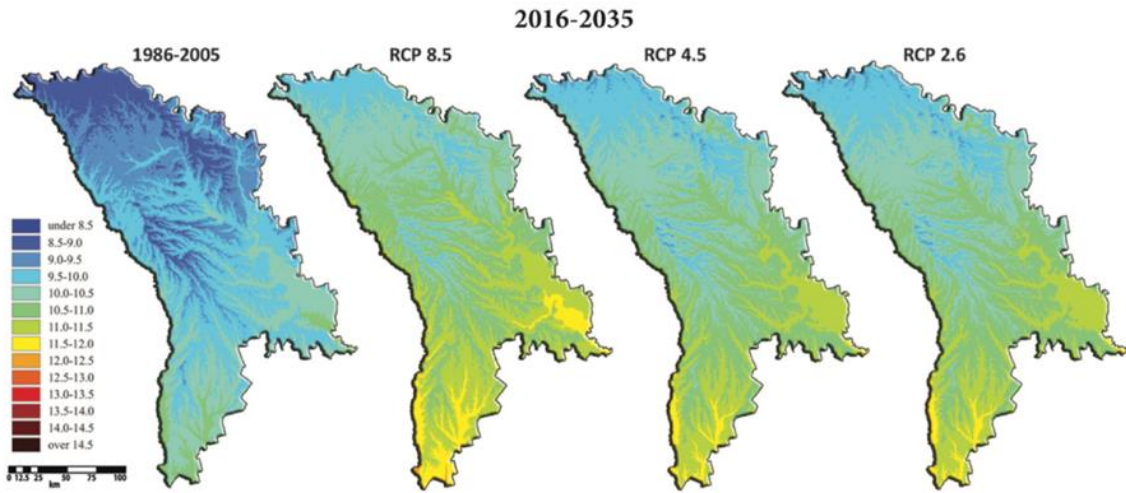 2016-2035
1986-2005
RCP 8.5
RCP 4.5
RCP 2.6
under 8.5
8.5-9.0
9.0-9.5
9.5-10.0
10.0-10.5
10.5-11.0
11.0-11.5
11.5-12.0
12.0-12.5
12.5-13.0
13.0-13.5
13.5-14.0
14.0-14.5
over 14.5
0 12.5 25 50 75 100
km